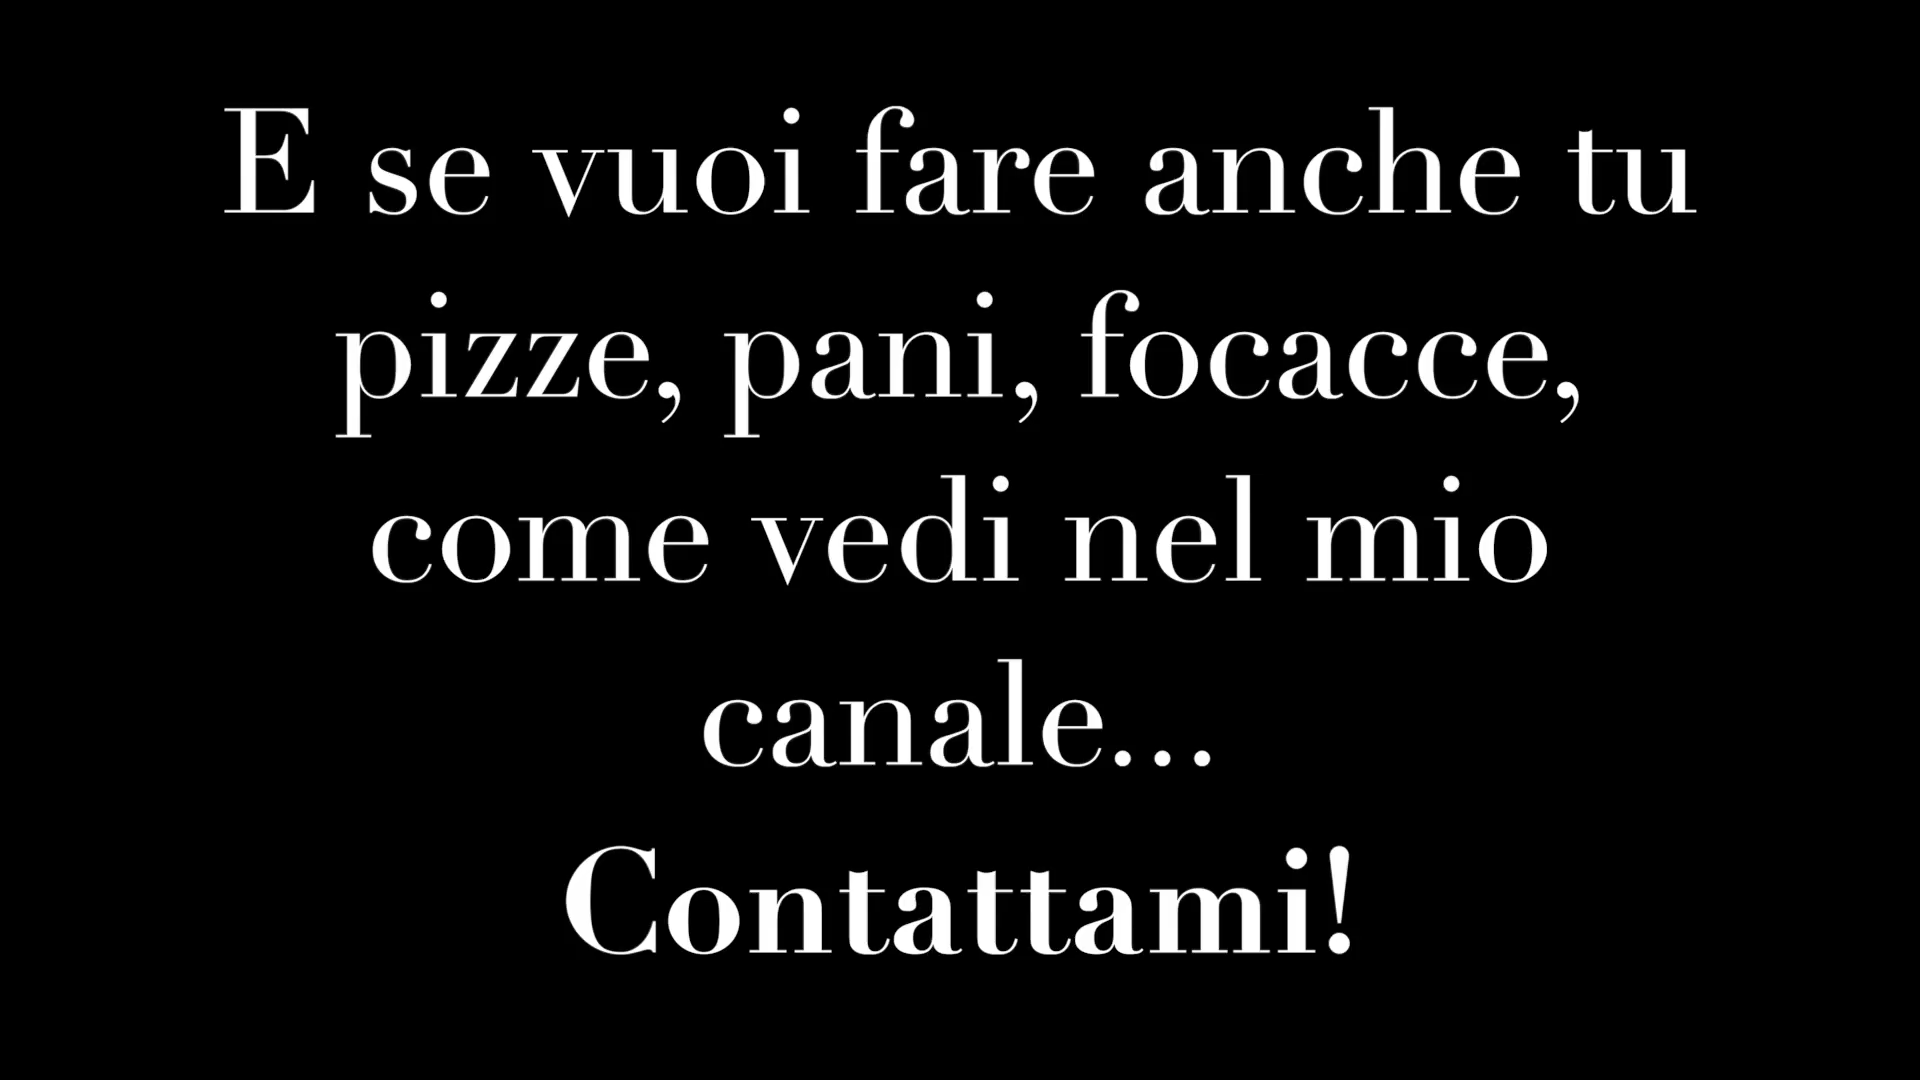 E se vuoi fare anche tu
pizze, pani, focacce,
come vedi nel mio
canale...
Contattami!